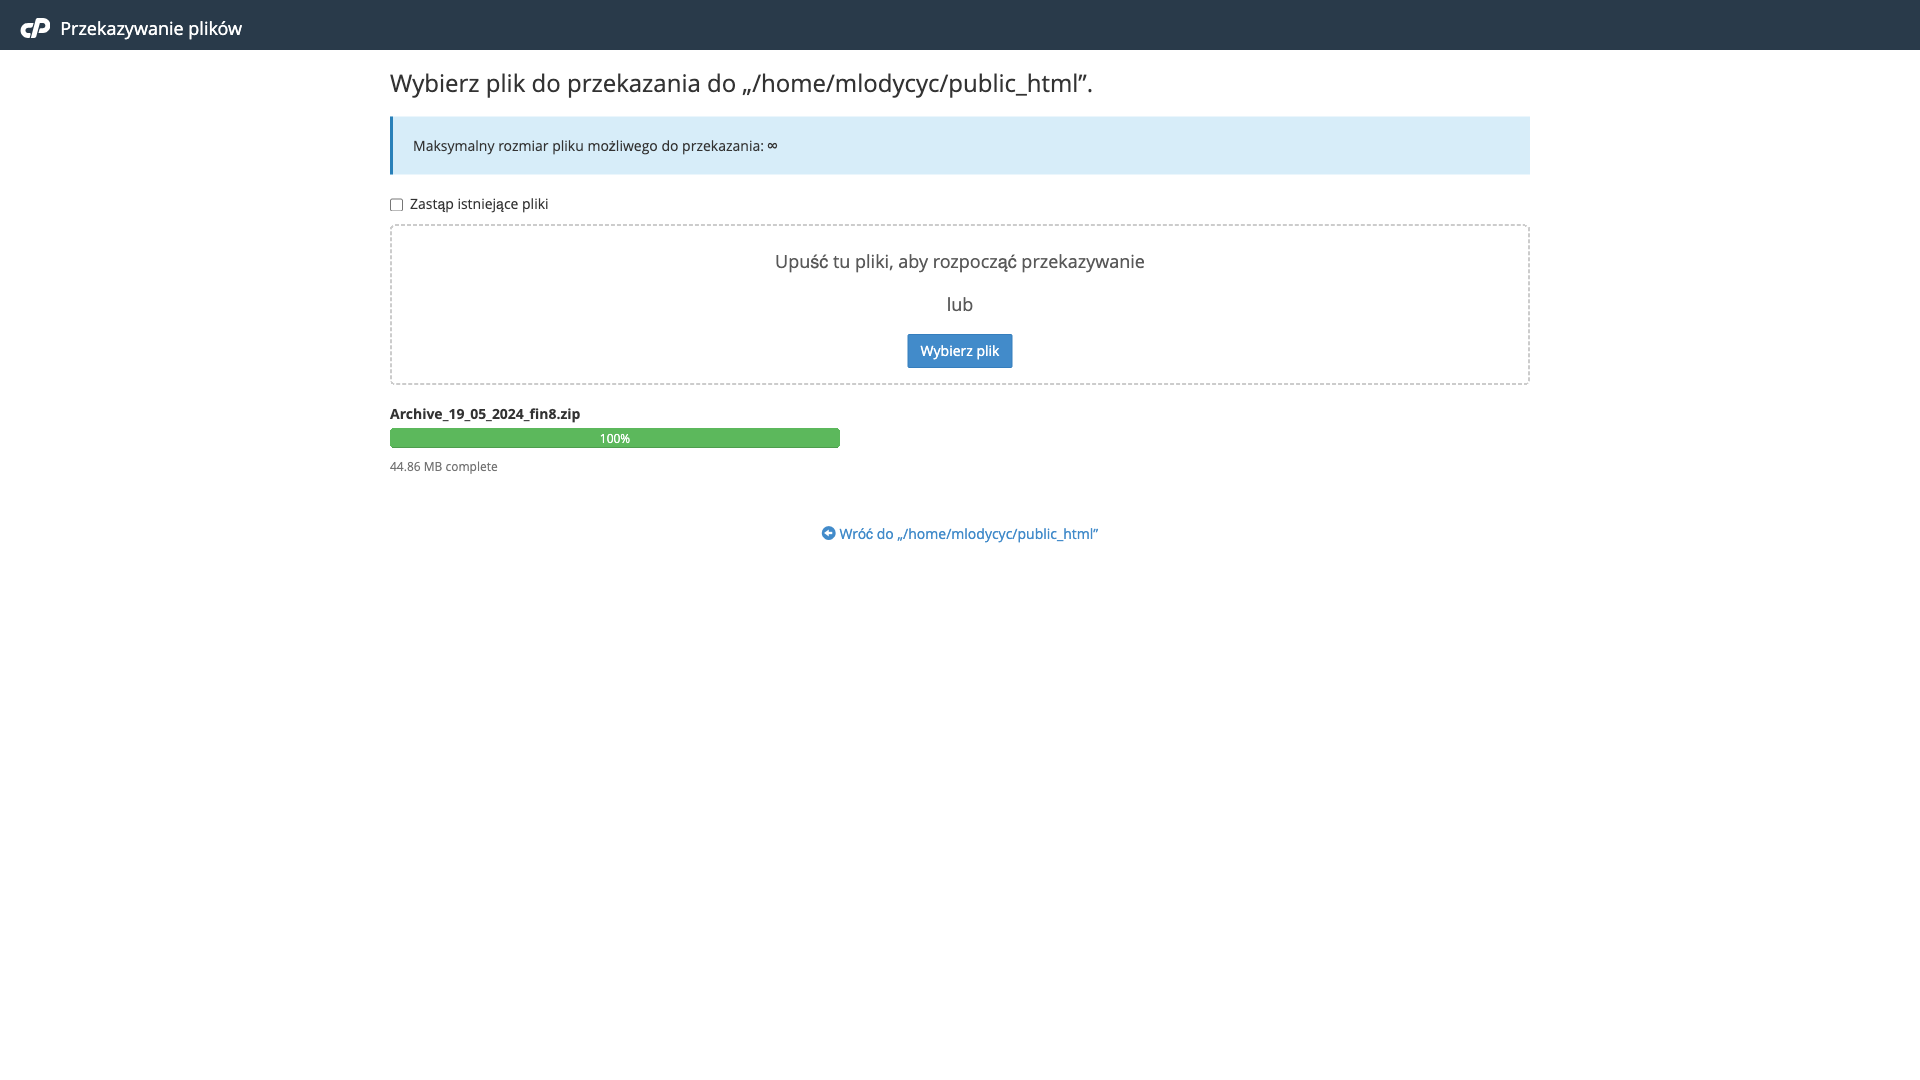 cP Przekazywanie plików
Wybierz plik do przekazania do „/home/mlodycyc/public_html”.
Maksymalny rozmiar pliku możliwego do przekazania: ∞
Zastąp istniejące pliki
Upuść tu pliki, aby rozpocząć przekazywanie
lub
Wybierz plik
Archive_19_05_2024_fin8.zip
100%
44.86 MB complete
Wróć do „/home/mlodycyc/public_html”